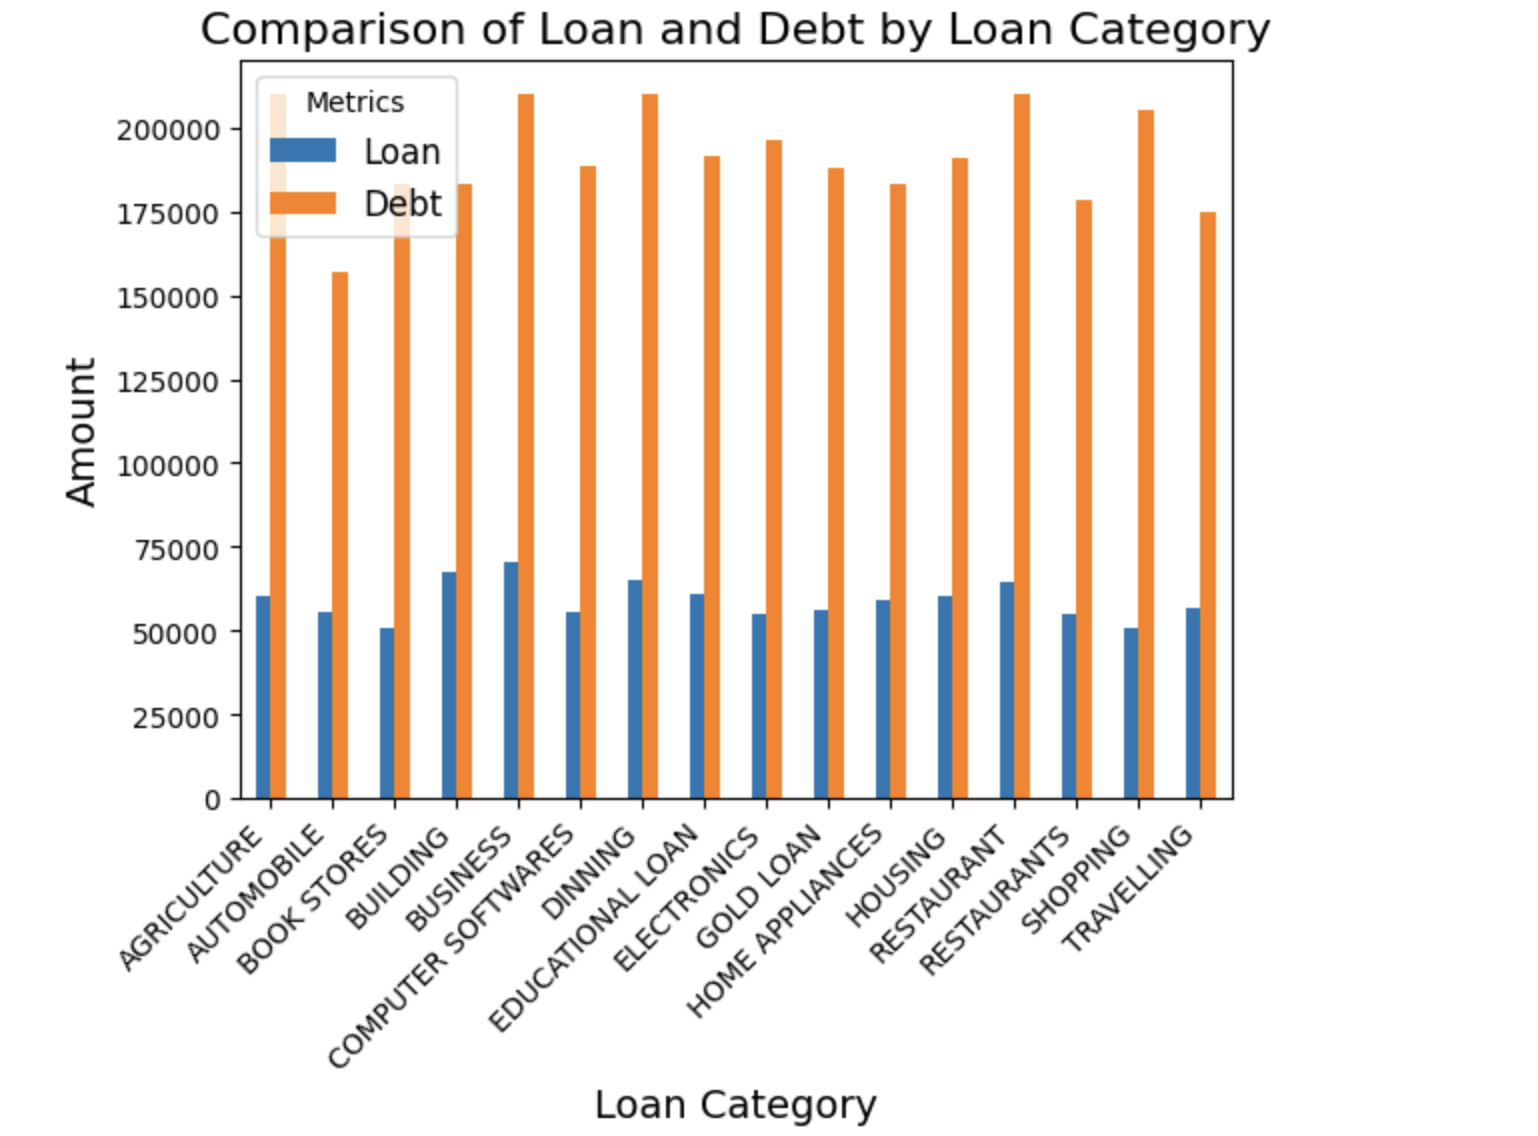 Comparison of Loan and Debt by Loan Category
Metrics
Loan
Debt
200000
175000
150000
125000
100000
75000
50000
25000
0
Amount
AGRICULTURE
AUTOMOBILE
BOOK STORES
BUILDING
BUSINESS
COMPUTER SOFTWARES
DINNING
EDUCATIONAL LOAN
ELECTRONICS
GOLD LOAN
HOME APPLIANCES
HOUSING
RESTAURANT
RESTAURANTS
SHOPPING
TRAVELLING
Loan Category